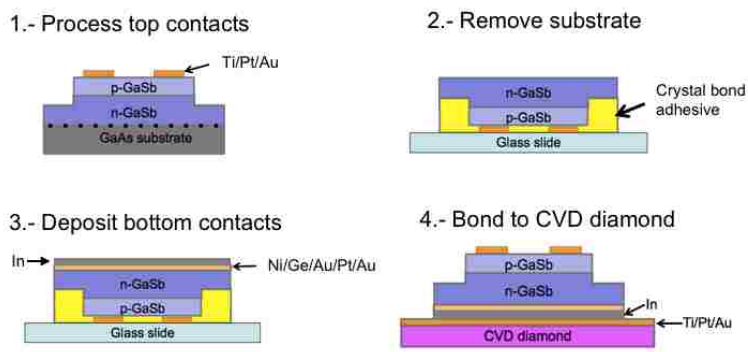 1.- Process top contacts
Ti/Pt/Au
p-GaSb
n-GaSb
GaAs substrate
2.- Remove substrate
n-GaSb
p-GaSb
Glass slide
Crystal bond
adhesive
3.- Deposit bottom contacts
In
Ni/Ge/Au/Pt/Au
n-GaSb
p-GaSb
Glass slide
4.- Bond to CVD diamond
p-GaSb
n-GaSb
In
Ti/Pt/Au
CVD diamond